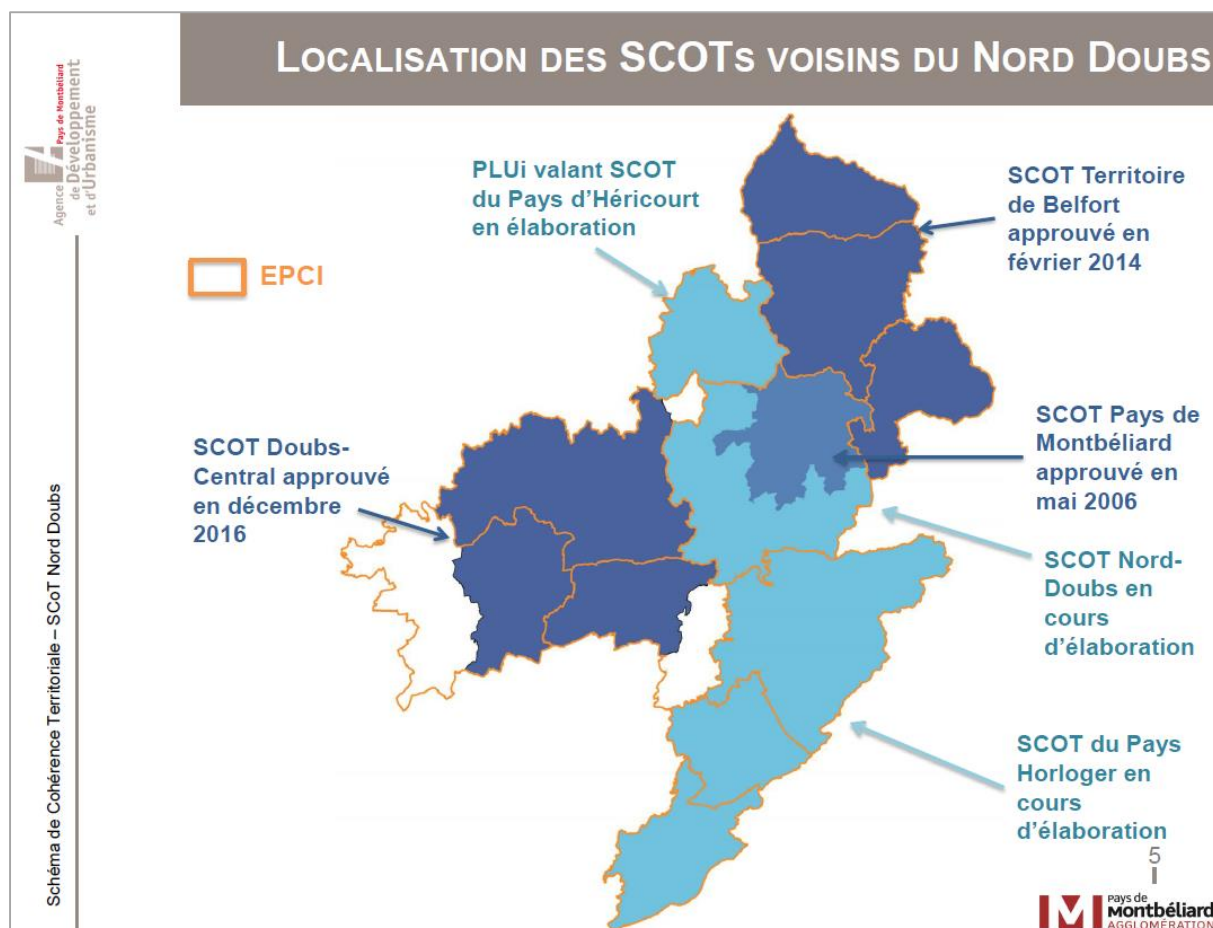 LOCALISATION DES SCOTS VOISINS DU NORD DOUBS
Agence
Pays de Montbéliard
de Développement
et d'Urbanisme
PLUi valant SCOT
du Pays d'Héricourt
en élaboration
SCOT Territoire
de Belfort
approuvé en
février 2014
EPCI
SCOT Doubs-
Central approuvé
en décembre
2016
SCOT Pays de
Montbéliard
approuvé en
mai 2006
SCOT Nord-
Doubs en
cours
d'élaboration
SCOT du Pays
Horloger en
cours
d'élaboration
Schéma de Cohérence Territoriale – SCoT Nord Doubs
5
pays de
Montbéliard
AGGLOMÉRATION